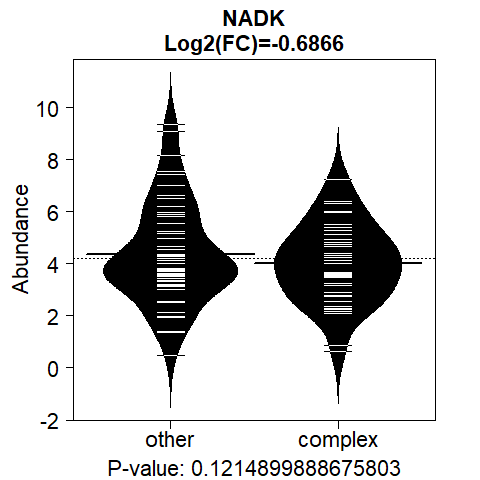 NADK
Log2(FC)=-0.6866
Abundance
10
8
6
4
2
0
-2
other complex
P-value: 0.1214899888675803